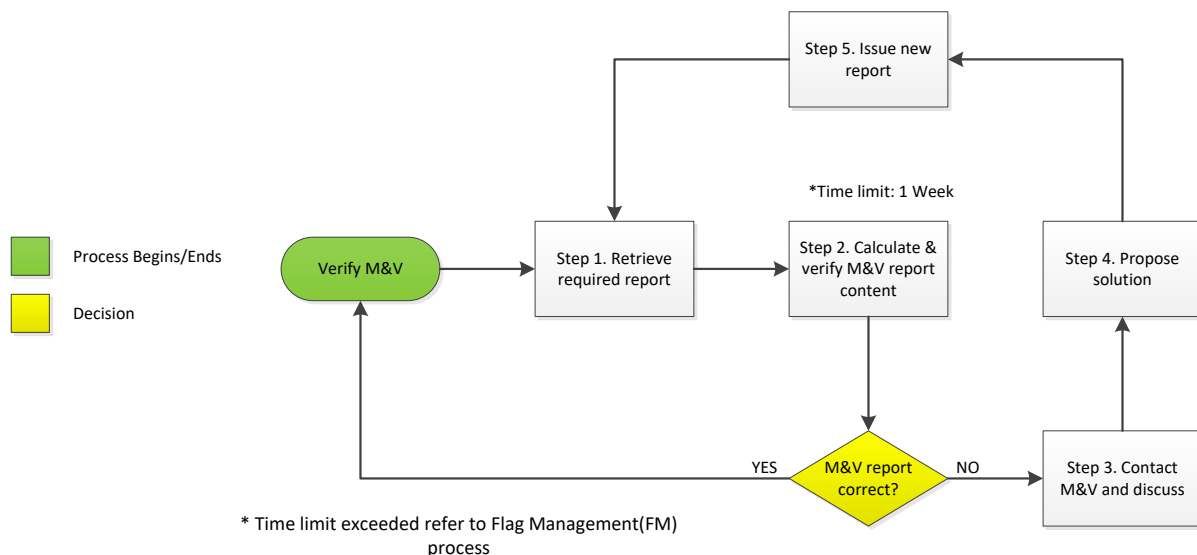 Step 5. Issue new
report
*Time limit: 1 Week
Process Begins/Ends
Decision
Verify M&V
Step 1. Retrieve
required report
Step 2. Calculate &
verify M&V report
content
Step 4. Propose
solution
YES
M&V report
correct?
NO
Step 3. Contact
M&V and discuss
* Time limit exceeded refer to Flag Management(FM)
process